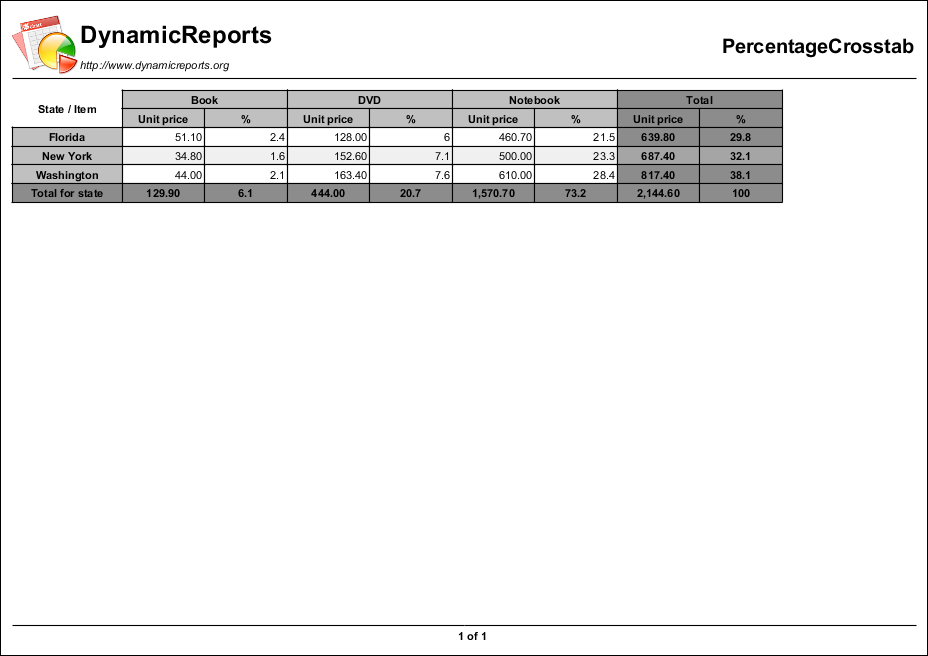 DynamicReports
http://www.dynamicreports.org
PercentageCrosstab
State / Item Book DVD Notebook Total
Unit price % Unit price % Unit price % Unit price %
Florida 51.10 2.4 128.00 6 460.70 21.5 639.80 29.8
New York 34.80 1.6 152.60 7.1 500.00 23.3 687.40 32.1
Washington 44.00 2.1 163.40 7.6 610.00 28.4 817.40 38.1
Total for state 129.90 6.1 444.00 20.7 1,570.70 73.2 2,144.60 100
1 of 1